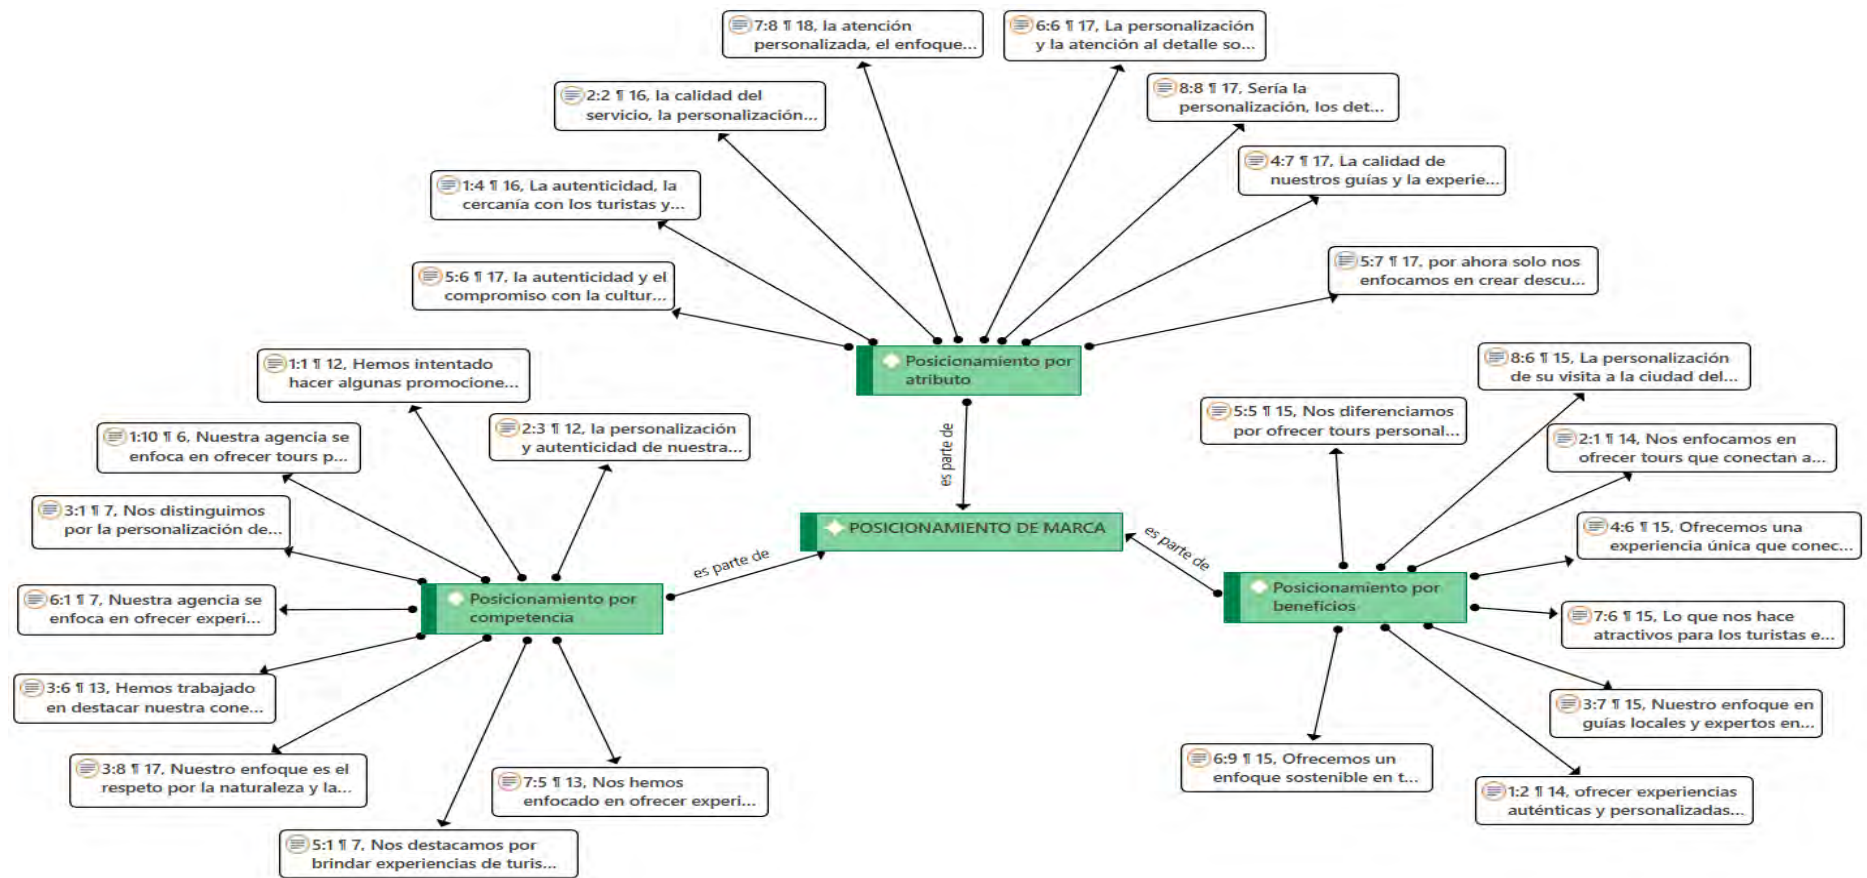 7:8 ¶ 18, la atención
personalizada, el enfoque...
6:6 ¶ 17, La personalización
y la atención al detalle so...
2:2 ¶ 16, la calidad del
servicio, la personalización...
8:8 ¶ 17, Sería la
personalización, los det...
1:4 ¶ 16, La autenticidad, la
cercanía con los turistas y...
4:7 ¶ 17, La calidad de
nuestros guías y la experie...
5:6 ¶ 17, la autenticidad y el
compromiso con la cultur...
5:7 ¶ 17, por ahora solo nos
enfocamos en crear descu...
Posicionamiento por
atributo
es parte de
1:1 ¶ 12, Hemos intentado
hacer algunas promocione...
2:3 ¶ 12, la personalización
y autenticidad de nuestra...
1:10 ¶ 6, Nuestra agencia se
enfoca en ofrecer tours p...
3:1 ¶ 7, Nos distinguimos
por la personalización de...
6:1 ¶ 7, Nuestra agencia se
enfoca en ofrecer experi...
3:6 ¶ 13, Hemos trabajado
en destacar nuestra cone...
3:8 ¶ 17, Nuestro enfoque es el
respeto por la naturaleza y la...
5:1 ¶ 7, Nos destacamos por
brindar experiencias de turis...
7:5 ¶ 13, Nos hemos
enfocado en ofrecer experi...
Posicionamiento por
competencia
es parte de
POSICIONAMIENTO DE MARCA
es parte de
Posicionamiento por
beneficios
8:6 ¶ 15, La personalización
de su visita a la ciudad del...
5:5 ¶ 15, Nos diferenciamos
por ofrecer tours personal...
2:1 ¶ 14, Nos enfocamos en
ofrecer tours que conectan a...
4:6 ¶ 15, Ofrecemos una
experiencia única que conec...
7:6 ¶ 15, Lo que nos hace
atractivos para los turistas e...
3:7 ¶ 15, Nuestro enfoque en
guías locales y expertos en...
6:9 ¶ 15, Ofrecemos un
enfoque sostenible en t...
1:2 ¶ 14, ofrecer experiencias
auténticas y personalizadas...